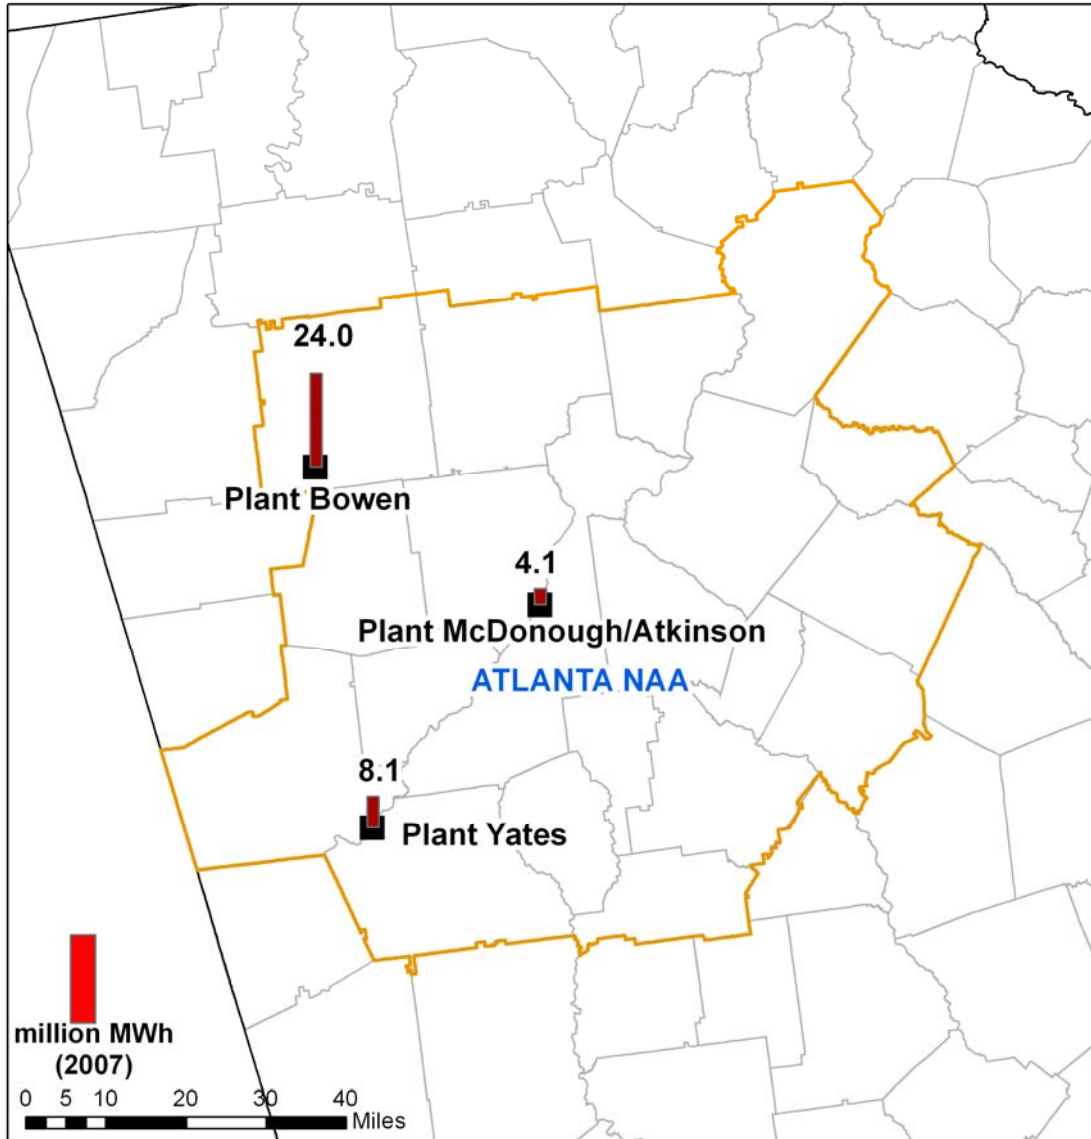 24.0
Plant Bowen
4.1
Plant McDonough/Atkinson
ATLANTA NAA
8.1
Plant Yates
million MWh
(2007)
0 5 10 20 30 40
Miles